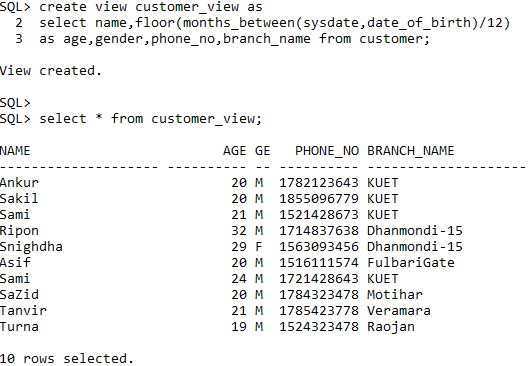 SQL> create view customer_view as
  2  select name,floor(months_between(sysdate,date_of_birth)/12)
  3  as age,gender,phone_no,branch_name from customer;
View created.
SQL>
SQL> select * from customer_view;
NAME                        AGE GE   PHONE_NO BRANCH_NAME
-------------------- ---------- -- ---------- --------------------
Ankur                        20 M  1782123643 KUET
Sakil                        20 M  1855096779 KUET
Sami                         21 M  1521428673 KUET
Ripon                        32 M  1714837638 Dhanmondi-15
Snighdha                     29 F  1563093456 Dhanmondi-15
Asif                         20 M  1516111574 FulbariGate
Sami                         24 M  1721428643 KUET
SaZid                        20 M  1784323478 Motihar
Tanvir                       21 M  1785423778 Veramara
Turna                        19 M  1524323478 Raojan
10 rows selected.